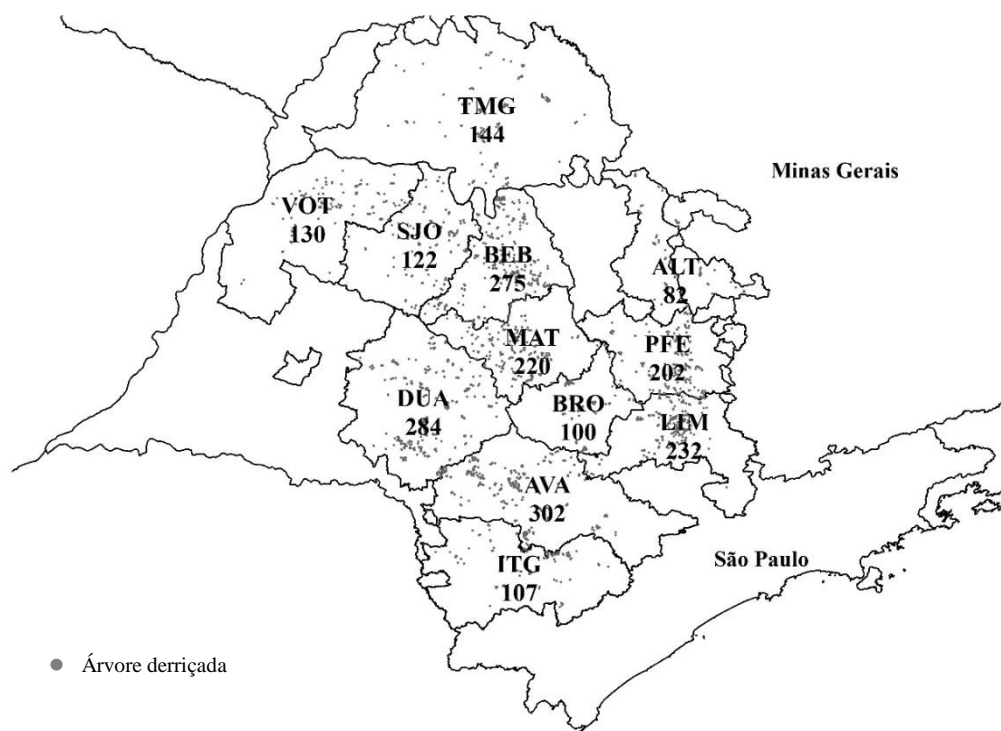 TMG
144
Minas Gerais
VOT
130
SJO
122
BEB
275
ALT
82
MAT
220
PFE
202
DUA
284
BRO
100
LIM
232
AVA
302
ITG
107
São Paulo
Árvore derriçada